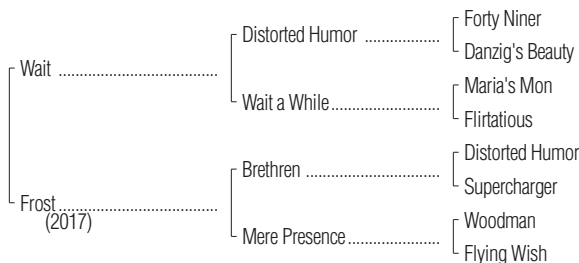 Forty Niner
Distorted Humor ..................
Danzig's Beauty
Wait ......................................
Maria's Mon
Wait a While..........................
Flirtatious
Distorted Humor
Brethren ................................
Supercharger
Frost......................................
(2017)
Woodman
Mere Presence......................
Flying Wish